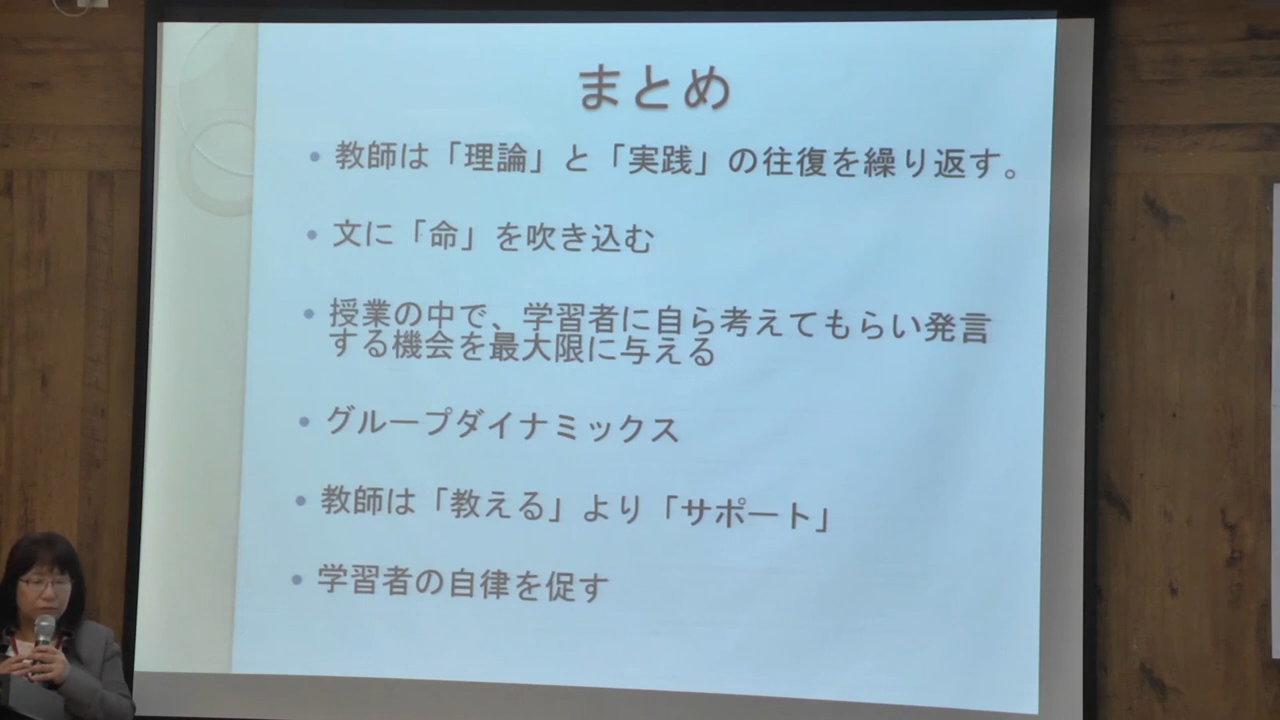 まとめ
• 教師は「理論」と「実践」の往復を繰り返す。
• 文に「命」を吹き込む
• 授業の中で、学習者に自ら考えてもらい発言
する機会を最大限に与える
• グループダイナミックス
• 教師は「教える」より「サポート」
• 学習者の自律を促す